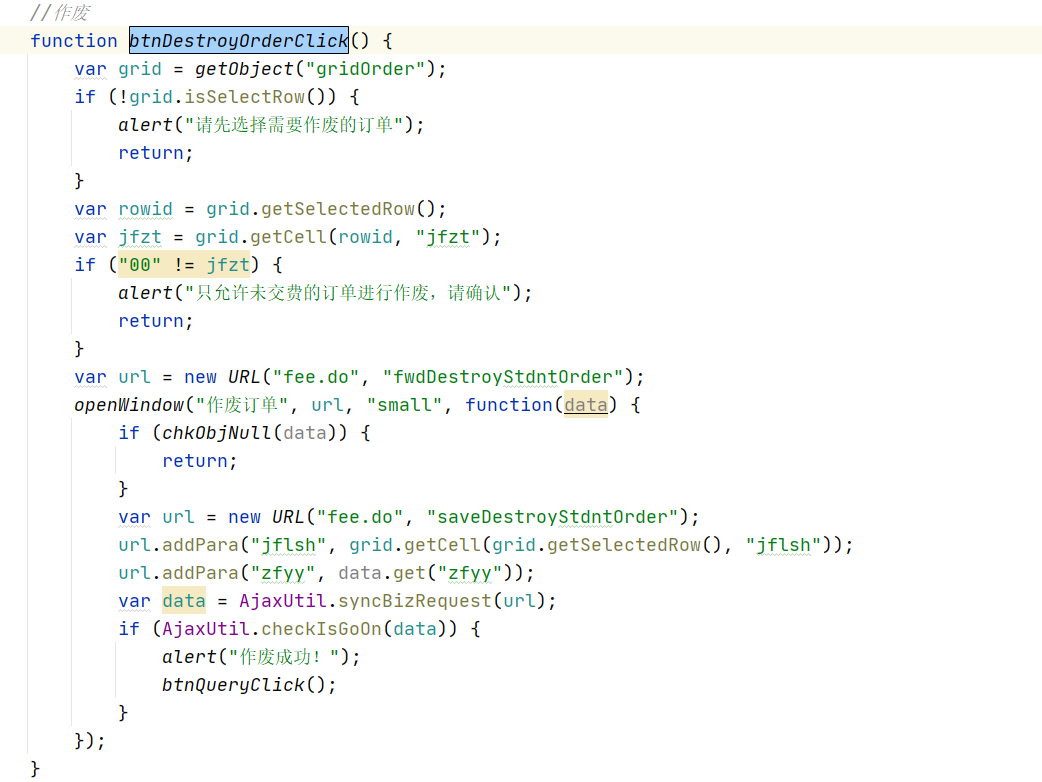 //作废
function btnDestroyOrderClick() {
    var grid = getObject("gridOrder");
    if (!grid.isSelectRow()) {
        alert("请先选择需要作废的订单");
        return;
    }
    var rowid = grid.getSelectedRow();
    var jfzt = grid.getCell(rowid, "jfzt");
    if ("00" != jfzt) {
        alert("只允许未交费的订单进行作废，请确认");
        return;
    }
    var url = new URL("fee.do", "fwdDestroyStdntOrder");
    openWindow("作废订单", url, "small", function(data) {
        if (chkObjNull(data)) {
            return;
        }
        var url = new URL("fee.do", "saveDestroyStdntOrder");
        url.addPara("jflsh", grid.getCell(grid.getSelectedRow(), "jflsh"));
        url.addPara("zfyy", data.get("zfyy"));
        var data = AjaxUtil.syncBizRequest(url);
        if (AjaxUtil.checkIsGoOn(data)) {
            alert("作废成功！");
            btnQueryClick();
        }
    });
}